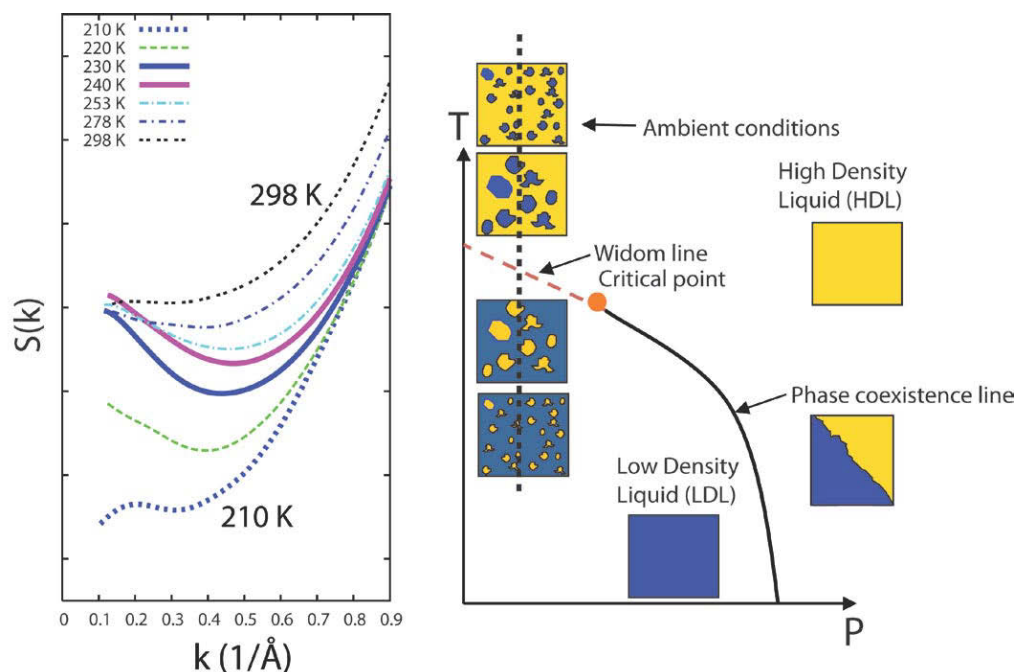 210 K
220 K
230 K
240 K
253 K
278 K
298 K
298 K
210 K
S(k)
0 0.1 0.2 0.3 0.4 0.5 0.6 0.7 0.8 0.9
k (1/Å)
T
Ambient conditions
High Density
Liquid (HDL)
Widom line
Critical point
Phase coexistence line
Low Density
Liquid (LDL)
P